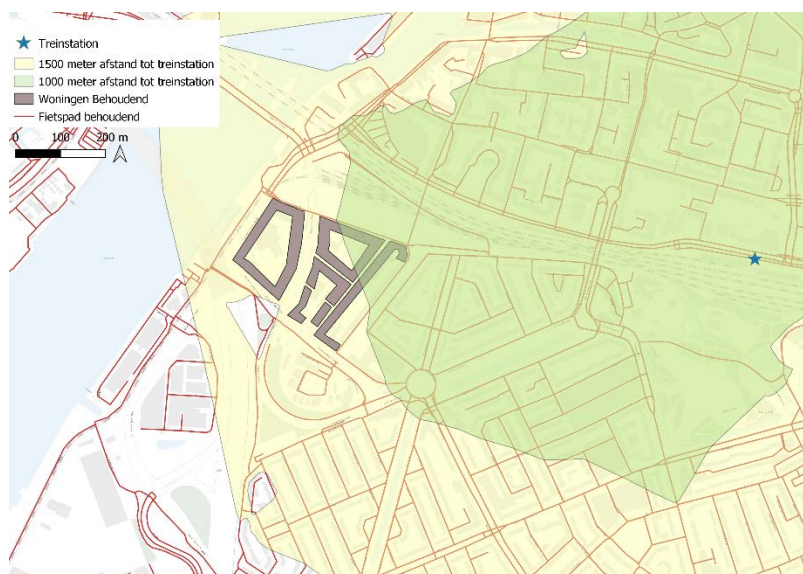 Treinstation
1500 meter afstand tot treinstation
1000 meter afstand tot treinstation
Woningen Behoudend
Fietspad behoudend
0 100 200 m